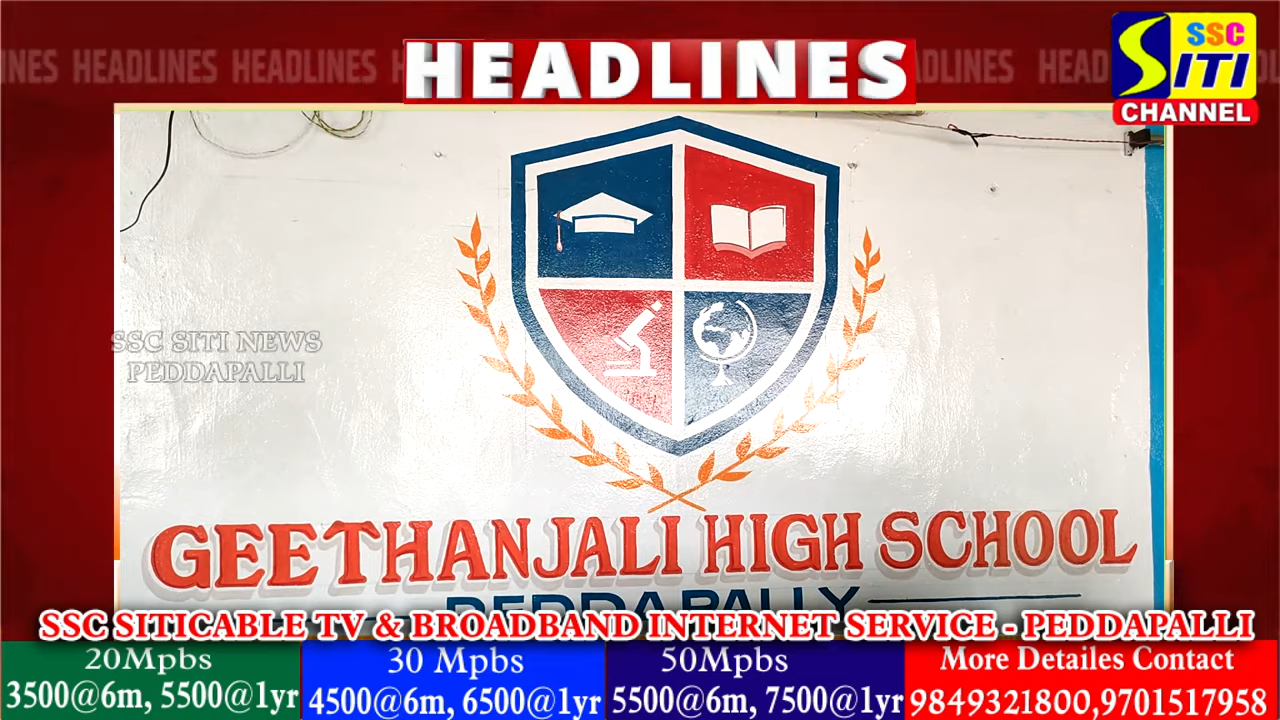 INES HEADLINES HEADLINES
HEADLINES
DLINES HEAD
SSC
SITI
CHANNEL
SSC SITI NEWS
PEDDAPALLI
GEETHANJALI HIGH SCHOOL
PEDDAPALLY
SSC SITICABLE TV & BROADBAND INTERNET SERVICE - PEDDAPALLI
20Mpbs
3500@6m, 5500@1yr
30 Mpbs
4500@6m, 6500@1yr
50Mpbs
5500@6m, 7500@1yr
More Detailes Contact
9849321800,9701517958